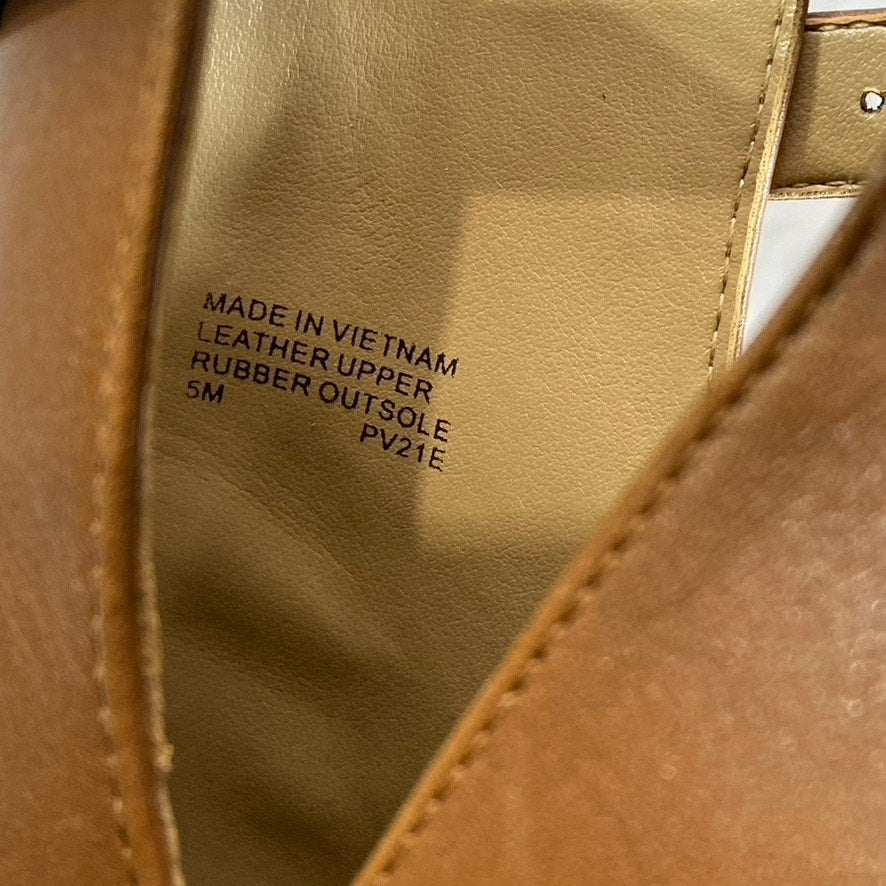 MADE IN VIETNAM
LEATHER UPPER
RUBBER OUTSOLE
5M
PV21E